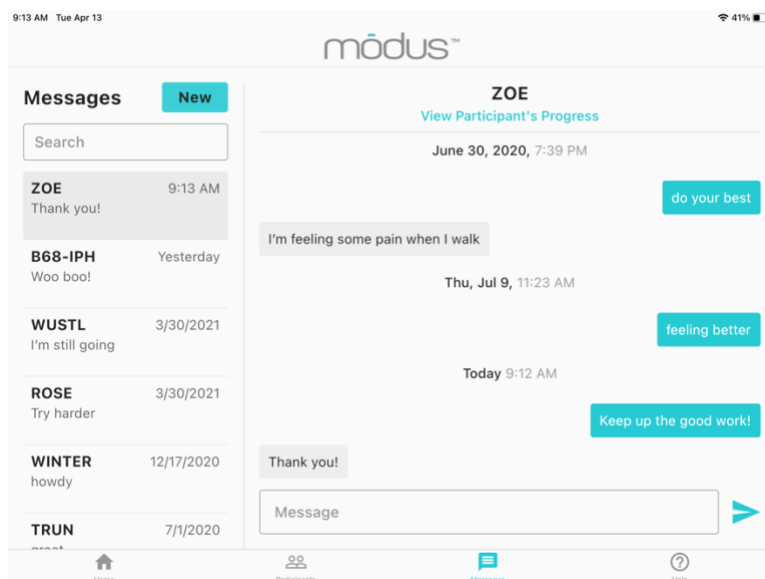 9:13 AM Tue Apr 13
41%
mōdus™
Messages
New
Search
ZOE
9:13 AM
Thank you!
B68-IPH
Yesterday
Woo boo!
WUSTL
3/30/2021
I'm still going
ROSE
3/30/2021
Try harder
WINTER
12/17/2020
howdy
TRUN
7/1/2020
ZOE
View Participant's Progress
June 30, 2020, 7:39 PM
do your best
I'm feeling some pain when I walk
Thu, Jul 9, 11:23 AM
feeling better
Today 9:12 AM
Keep up the good work!
Thank you!
Message